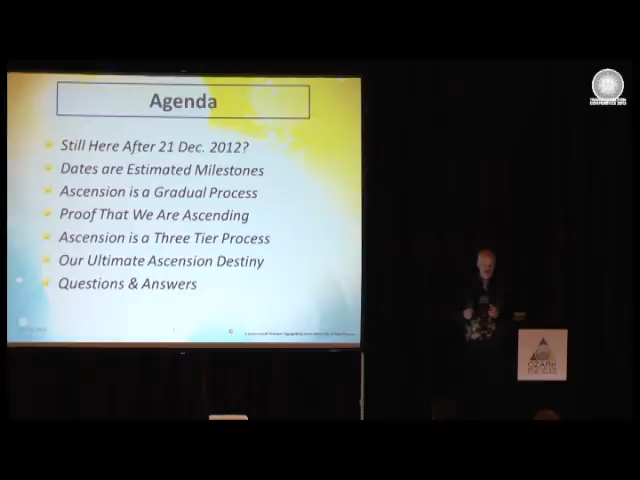 Agenda
Still Here After 21 Dec. 2012?
Dates are Estimated Milestones
Ascension is a Gradual Process
Proof That We Are Ascending
Ascension is a Three Tier Process
Our Ultimate Ascension Destiny
Questions & Answers
OZARK